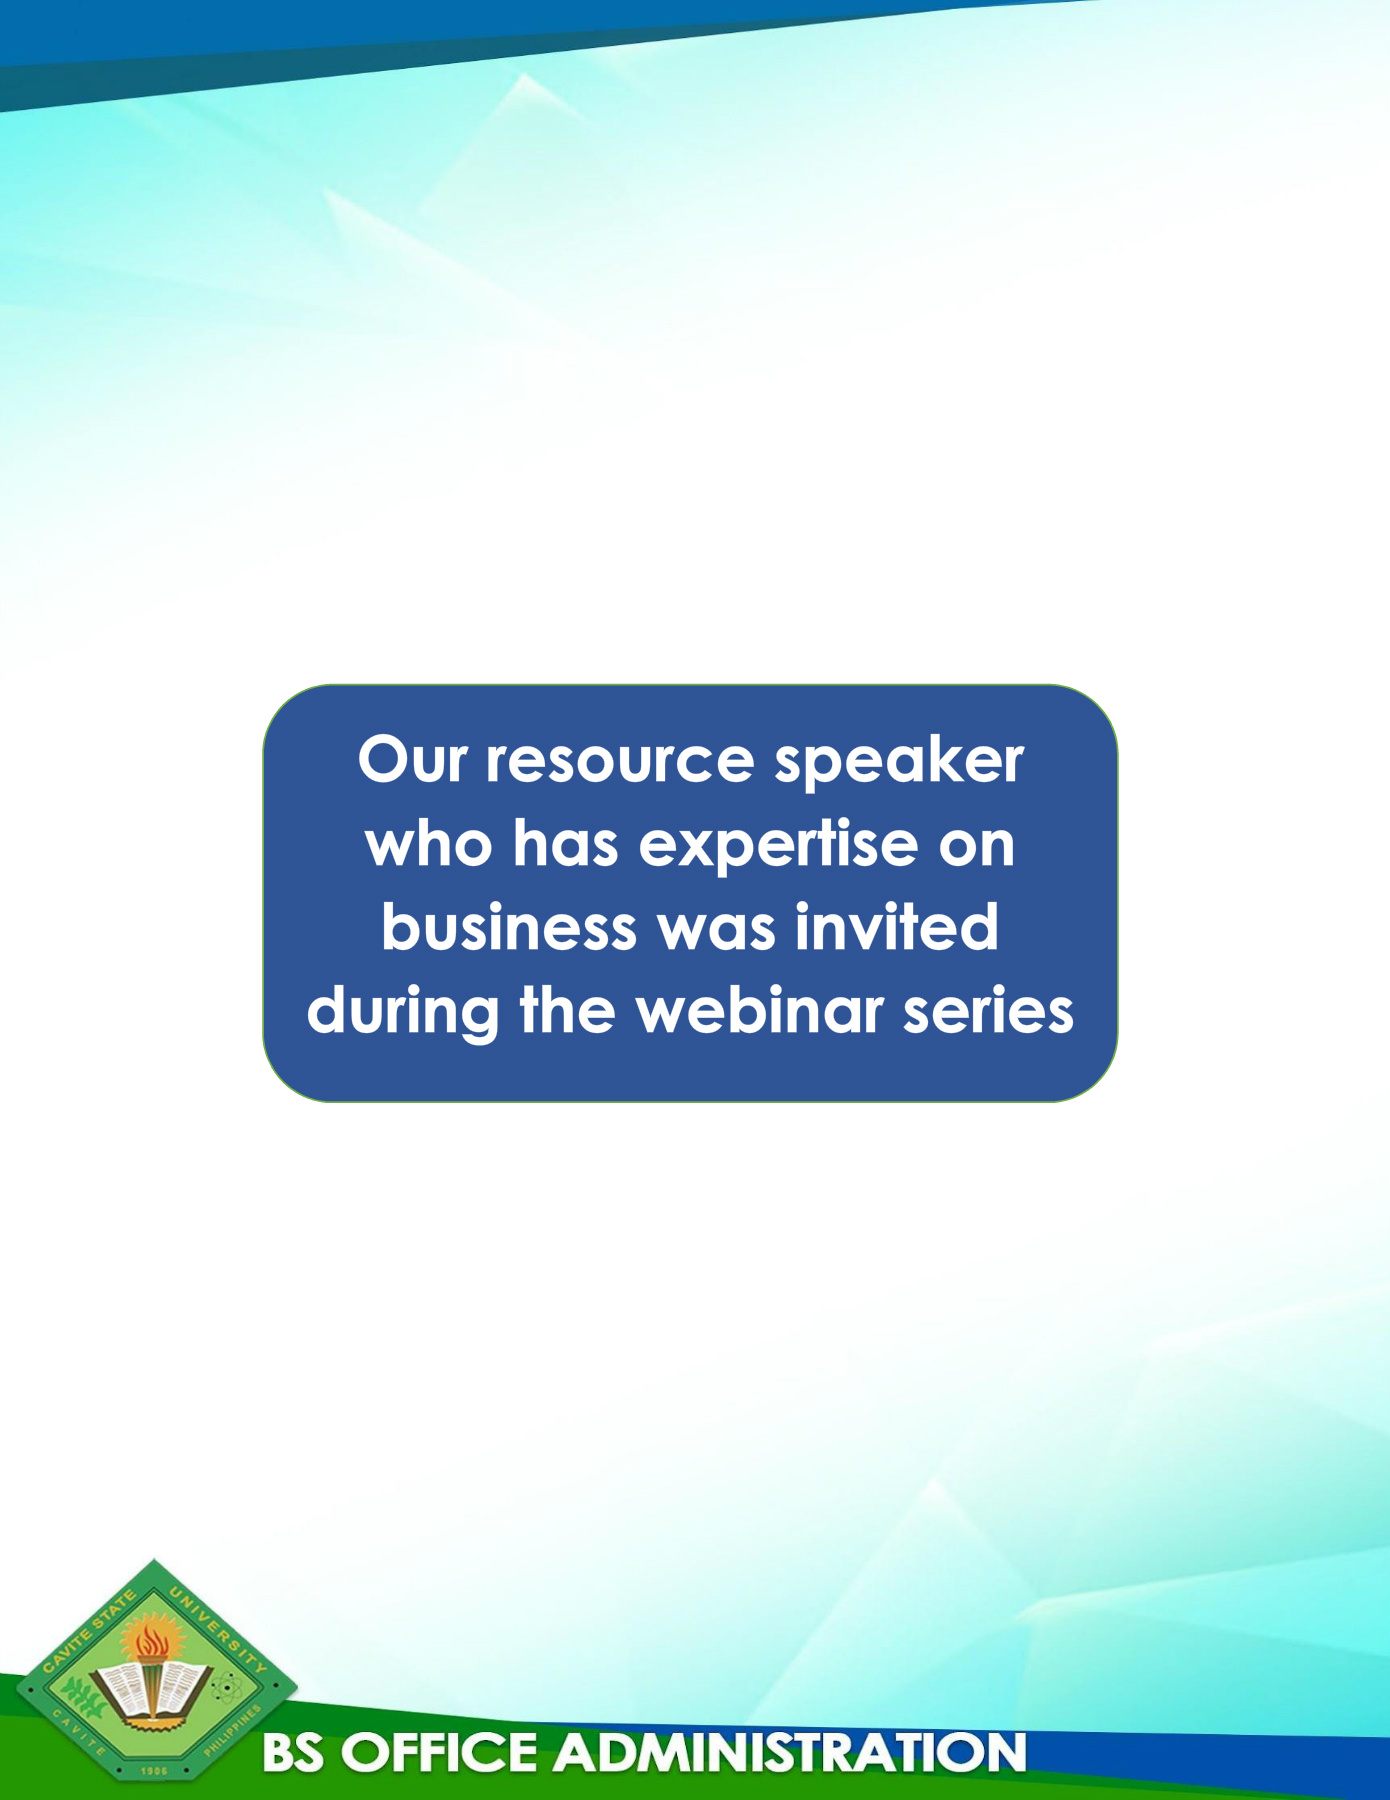 Our resource speaker
who has expertise on
business was invited
during the webinar series
CAVITE STATE UNIVERSITY
CAVITE PHILIPPINES
1906
BS OFFICE ADMINISTRATION